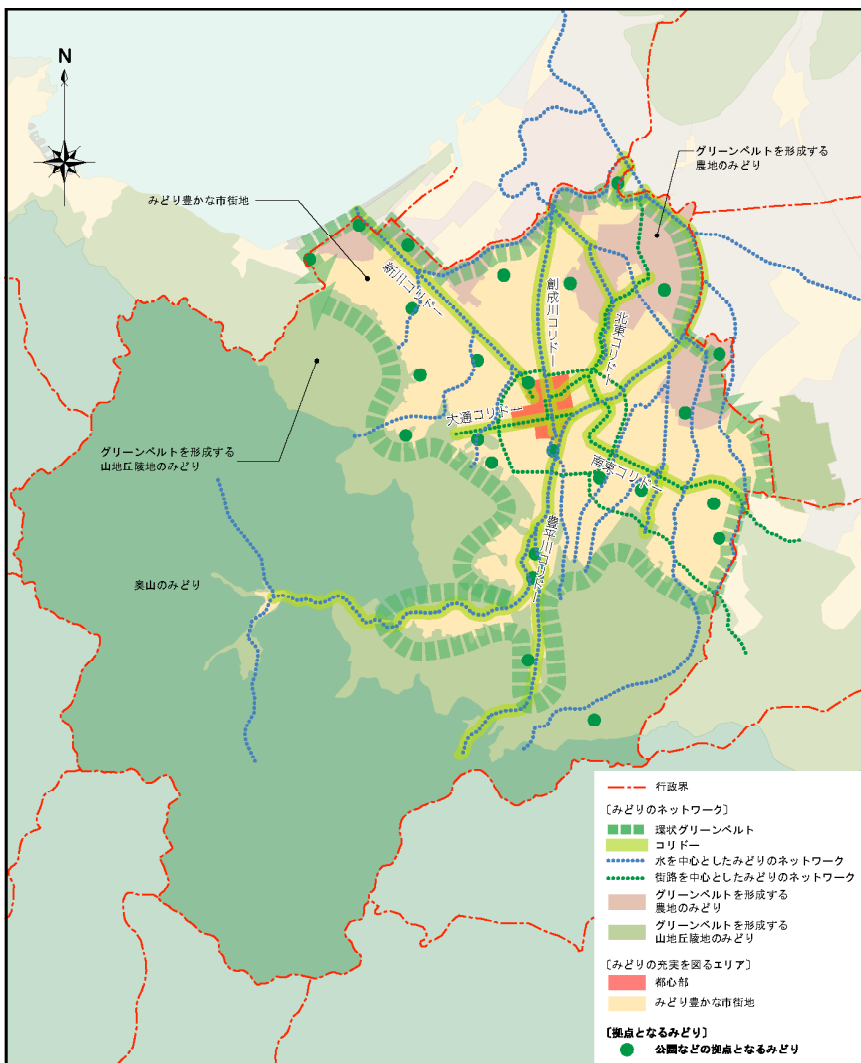 N
グリーンベルトを形成する
農地のみどり
みどり豊かな市街地
新川コリドー
創成川コリドー
北東コリドー
大通コリドー
グリーンベルトを形成する
山地丘陵地のみどり
南東コリドー
豊平川コリドー
奥山のみどり
行政界
〔みどりのネットワーク〕
環状グリーンベルト
コリドー
水を中心としたみどりのネットワーク
街路を中心としたみどりのネットワーク
グリーンベルトを形成する
農地のみどり
グリーンベルトを形成する
山地丘陵地のみどり
〔みどりの充実を図るエリア〕
都心部
みどり豊かな市街地
〔拠点となるみどり〕
公園などの拠点となるみどり